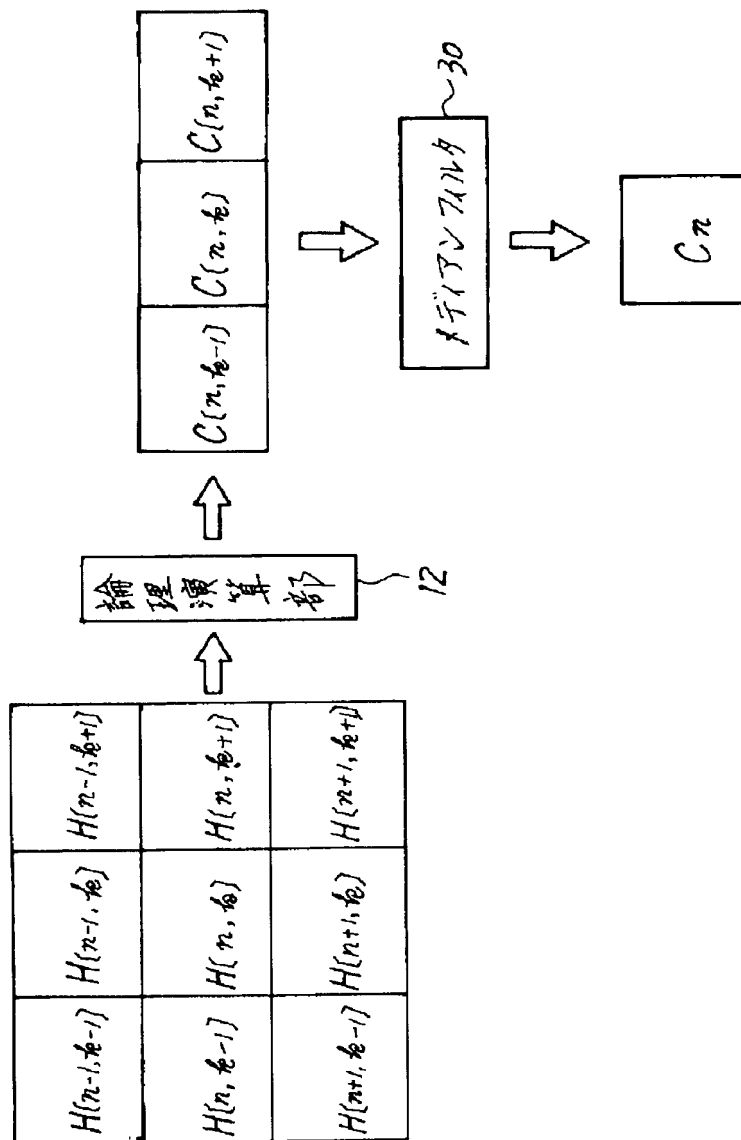 H(n-1,k-1)
H(n-1,k)
H(n-1,k+1)
H(n,k-1)
H(n,k)
H(n,k+1)
H(n+1,k-1)
H(n+1,k)
H(n+1,k+1)
論理演算部
12
C(n,k-1)
C(n,k)
C(n,k+1)
メディアンフィルタ
30
Cn